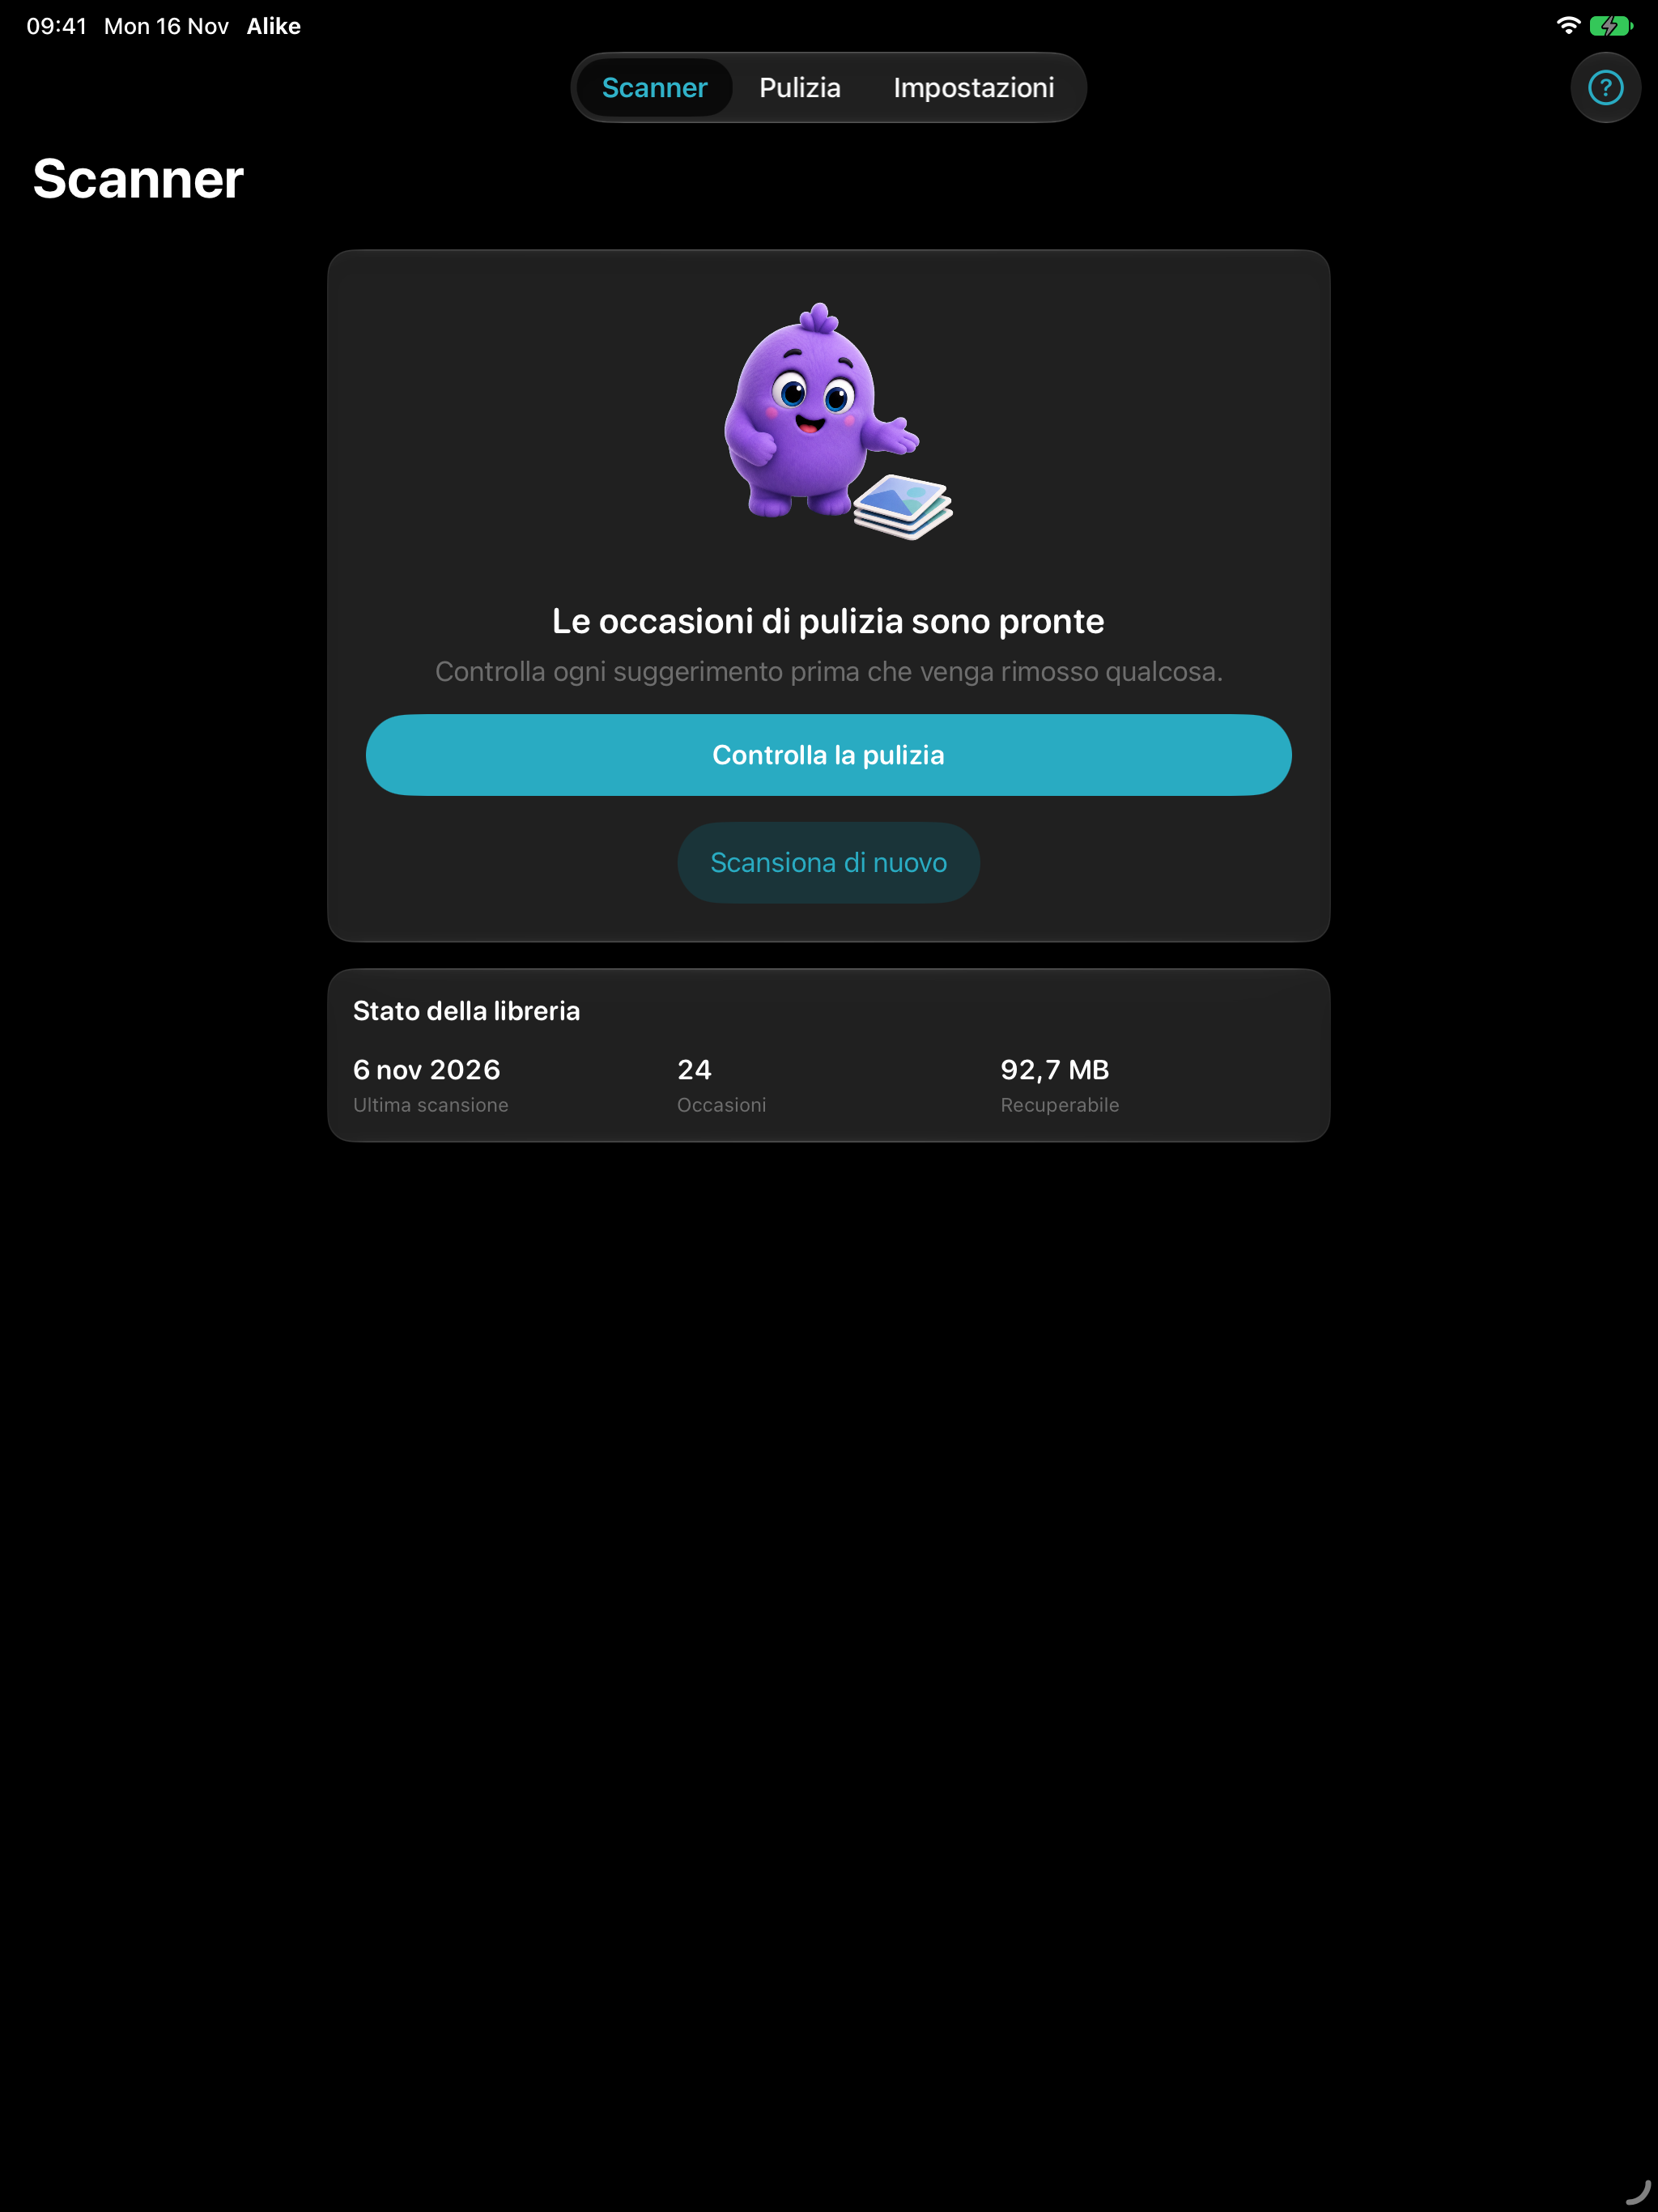 09:41 Mon 16 Nov Alike
Scanner Pulizia Impostazioni ?
Scanner
Le occasioni di pulizia sono pronte
Controlla ogni suggerimento prima che venga rimosso qualcosa.
Controlla la pulizia
Scansiona di nuovo
Stato della libreria
6 nov 2026 24 92,7 MB
Ultima scansione Occasioni Recuperabile